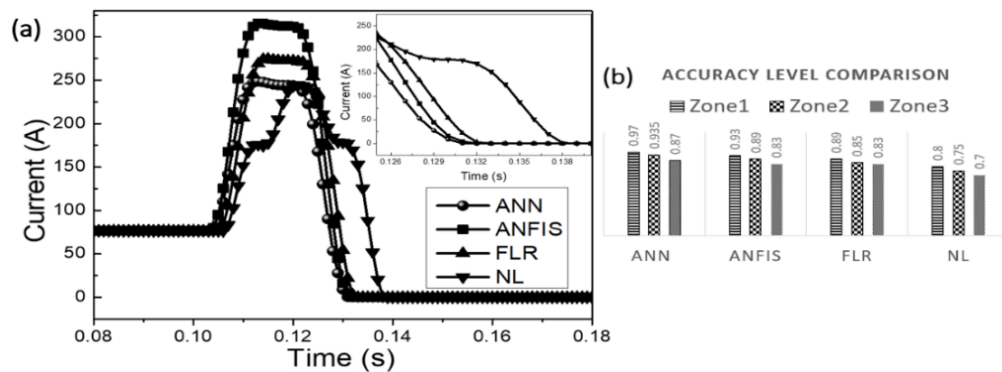 (a)
Current (A)
300
250
200
150
100
50
0
0.08 0.10 0.12 0.14 0.16 0.18
Time (s)
Current (A)
250
200
150
100
50
0
0.126 0.129 0.132 0.135 0.138
Time (s)
ANN
ANFIS
FLR
NL
(b)
ACCURACY LEVEL COMPARISON
Zone1 Zone2 Zone3
0.97 0.935 0.87 0.93 0.89 0.83 0.89 0.85 0.83 0.8 0.75 0.7
ANN ANFIS FLR NL